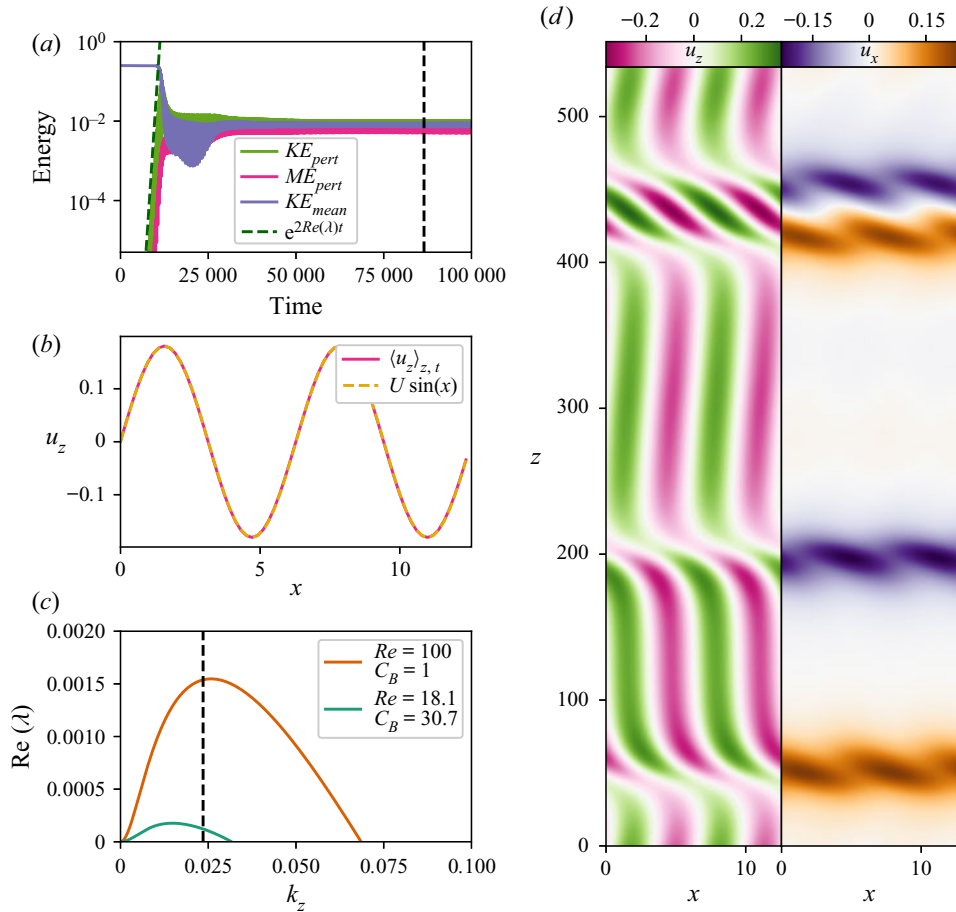 (a)
10⁰
10⁻²
10⁻⁴
Energy
KE_pert
ME_pert
KE_mean
e^{2Re(λ)t}
0 25 000 50 000 75 000 100 000
Time
(b)
0.1
0
−0.1
u_z
⟨u_z⟩_{z, t}
U sin(x)
0 5 10
x
(c)
0.0020
0.0015
0.0010
0.0005
0
Re (λ)
Re = 100
C_B = 1
Re = 18.1
C_B = 30.7
0 0.025 0.050 0.075 0.100
k_z
(d)
−0.2 0 0.2
u_z
−0.15 0 0.15
u_x
500
400
300
200
100
0
z
0 10
x
0 10
x